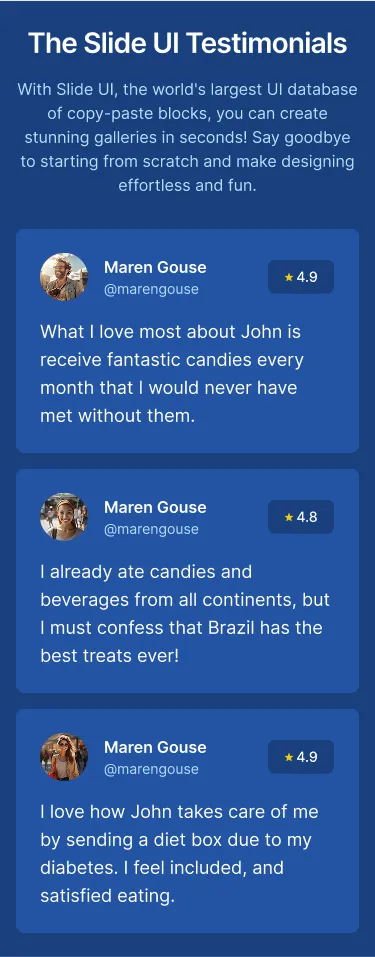 The Slide UI Testimonials
With Slide UI, the world's largest UI database
of copy-paste blocks, you can create
stunning galleries in seconds! Say goodbye
to starting from scratch and make designing
effortless and fun.
Maren Gouse
@marengouse
4.9
What I love most about John is
receive fantastic candies every
month that I would never have
met without them.
Maren Gouse
@marengouse
4.8
I already ate candies and
beverages from all continents, but
I must confess that Brazil has the
best treats ever!
Maren Gouse
@marengouse
4.9
I love how John takes care of me
by sending a diet box due to my
diabetes. I feel included, and
satisfied eating.